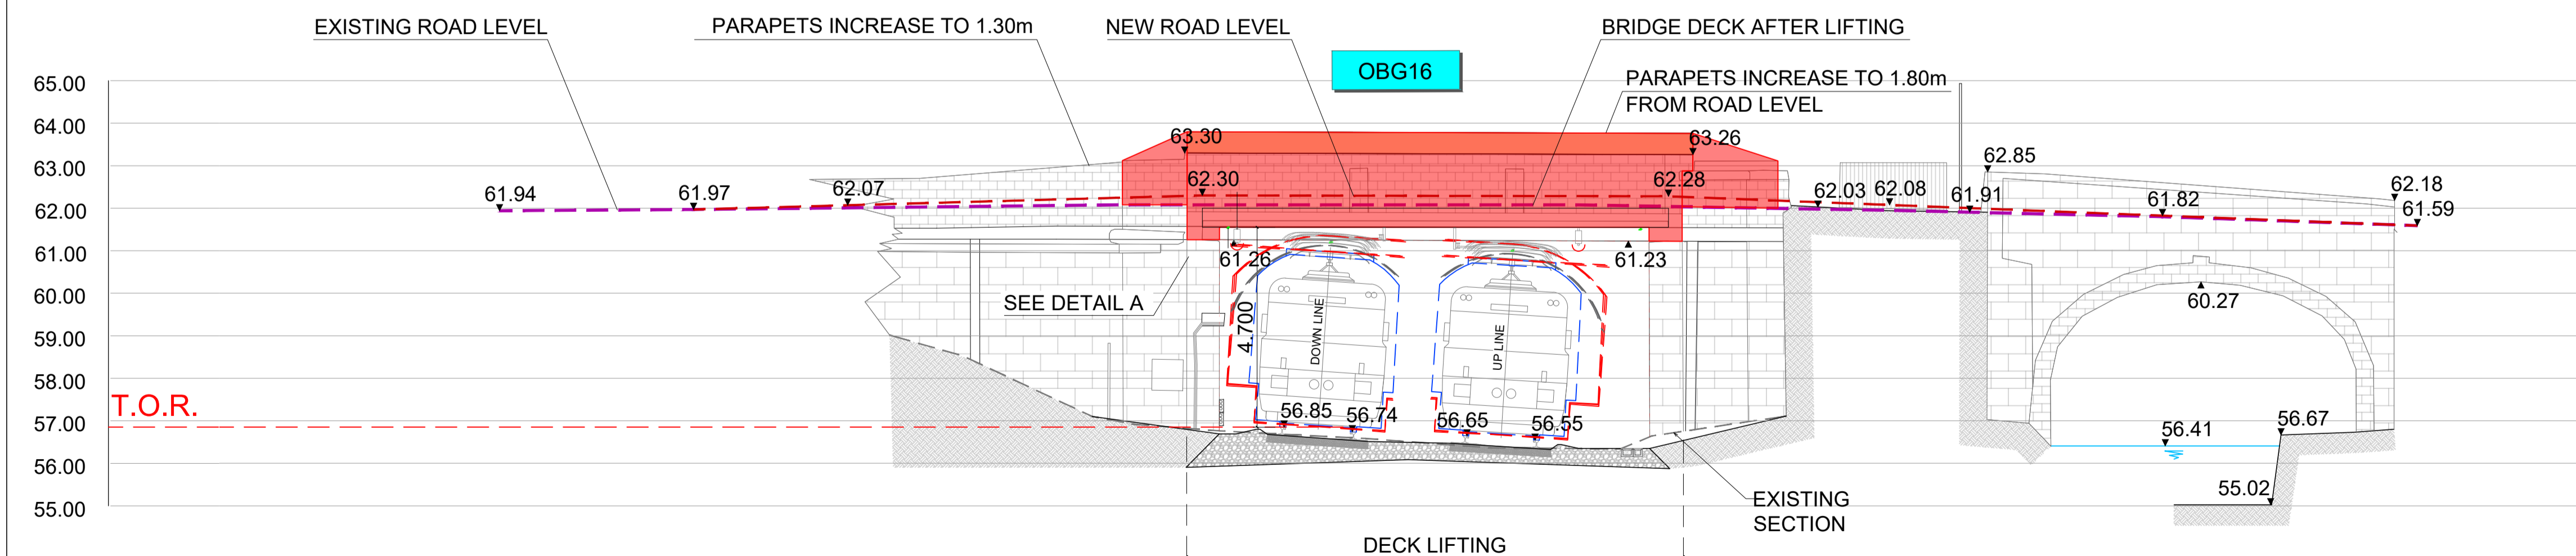 EXISTING ROAD LEVEL
PARAPETS INCREASE TO 1.30m
NEW ROAD LEVEL
BRIDGE DECK AFTER LIFTING
OBG16
PARAPETS INCREASE TO 1.80m
FROM ROAD LEVEL
65.00
64.00
63.00
62.00
61.00
60.00
59.00
58.00
57.00
56.00
55.00
T.O.R.
61.94
61.97
62.07
63.30
62.30
63.26
62.28
62.03
62.08
61.91
62.85
61.82
62.18
61.59
61.26
61.23
SEE DETAIL A
4.700
DOWN LINE
UP LINE
60.27
56.85
56.74
56.65
56.55
56.41
56.67
55.02
EXISTING
SECTION
DECK LIFTING